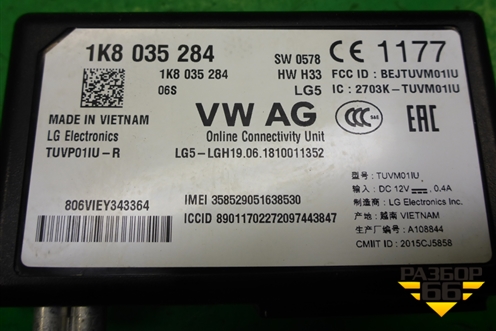 1K8 035 284
1K8 035 284
06S
SW 0578
HW H33
LG5
CE 1177
FCC ID : BEJTUVM01IU
IC : 2703K-TUVM01IU
MADE IN VIETNAM
LG Electronics
TUVP01IU-R
VW AG
Online Connectivity Unit
LG5-LGH19.06.1810011352
CCC S&E
EAC
806VIEY343364
IMEI 358529051638530
ICCID 89011702272097443847
型号 : TUVM01IU
输入 : DC 12V ⎓ 0.4A
制造商 : LG Electronics Inc.
产地 : 越南 VIETNAM
生产厂编号 : A108844
CMIIT ID : 2015CJ5858
РАЗБОР
66